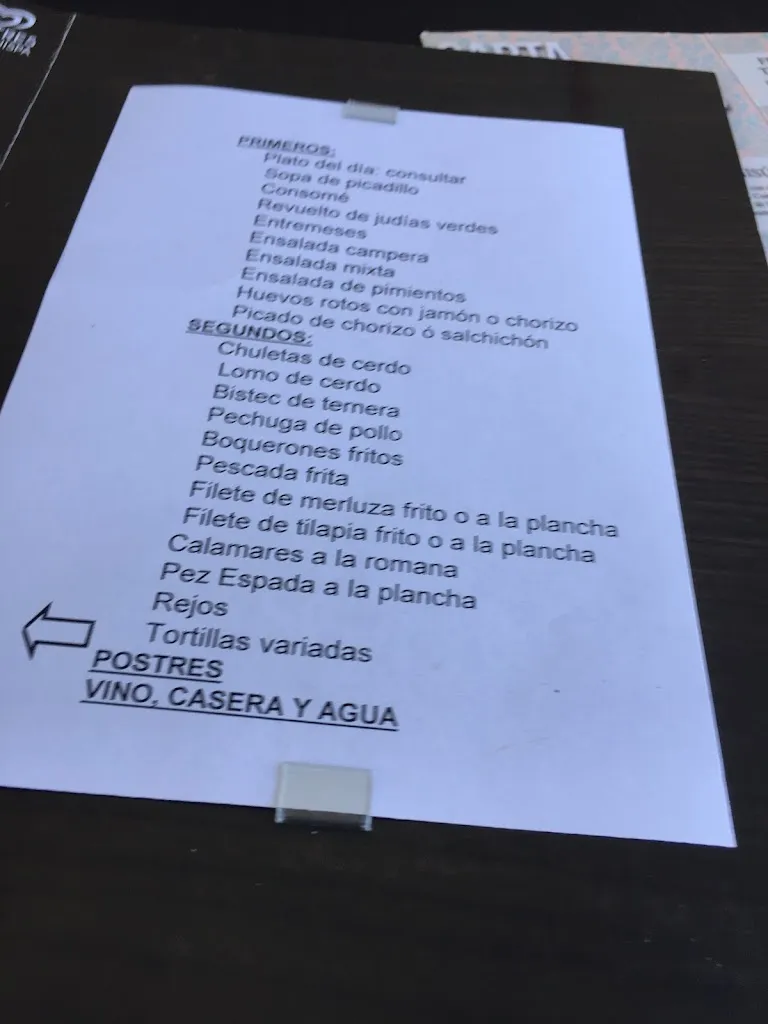 CARTA
PRIMEROS:
Plato del día: consultar
Sopa de picadillo
Consomé
Revuelto de judías verdes
Entremeses
Ensalada campera
Ensalada mixta
Ensalada de pimientos
Huevos rotos con jamón o chorizo
Picado de chorizo ó salchichón
SEGUNDOS:
Chuletas de cerdo
Lomo de cerdo
Bistec de ternera
Pechuga de pollo
Boquerones fritos
Pescada frita
Filete de merluza frito o a la plancha
Filete de tilapia frito o a la plancha
Calamares a la romana
Pez Espada a la plancha
Rejos
Tortillas variadas
POSTRES
VINO, CASERA Y AGUA